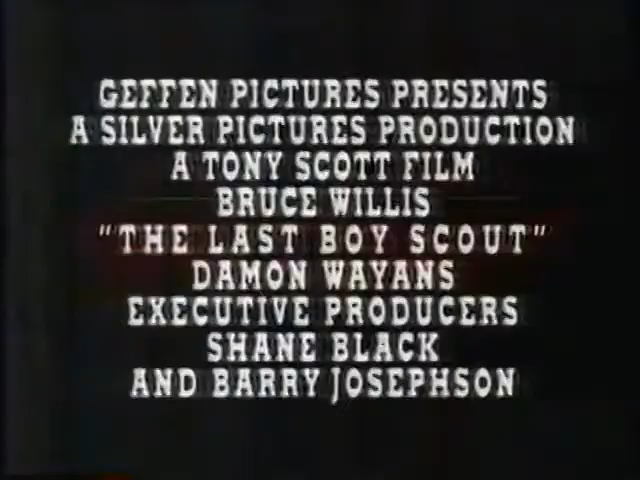 GEFFEN PICTURES PRESENTS
A SILVER PICTURES PRODUCTION
A TONY SCOTT FILM
BRUCE WILLIS
"THE LAST BOY SCOUT"
DAMON WAYANS
EXECUTIVE PRODUCERS
SHANE BLACK
AND BARRY JOSEPHSON